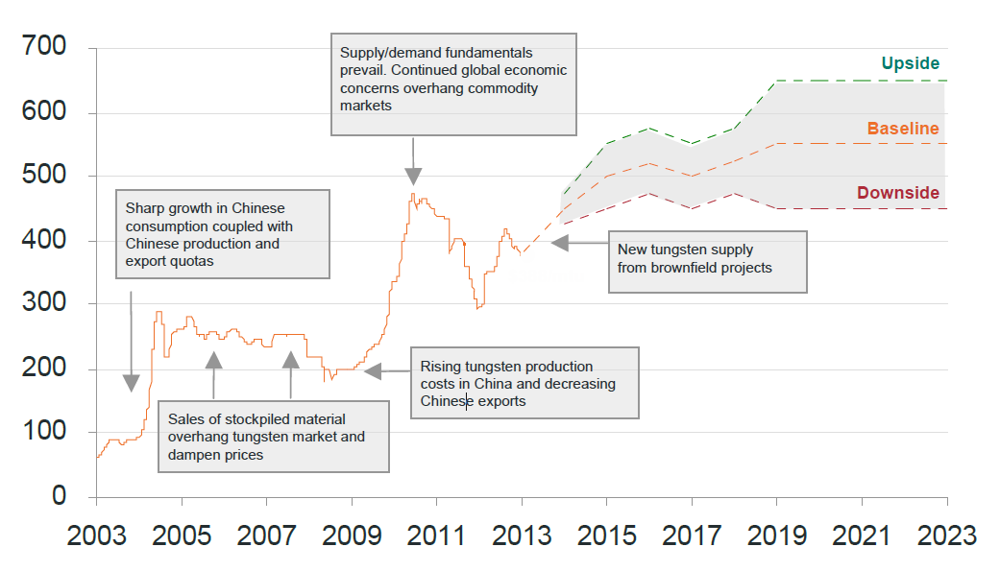 700
600
500
400
300
200
100
0
Supply/demand fundamentals
prevail. Continued global economic
concerns overhang commodity
markets
Upside
Baseline
Downside
Sharp growth in Chinese
consumption coupled with
Chinese production and
export quotas
New tungsten supply
from brownfield projects
Rising tungsten production
costs in China and decreasing
Chinese exports
Sales of stockpiled material
overhang tungsten market and
dampen prices
2003 2005 2007 2009 2011 2013 2015 2017 2019 2021 2023